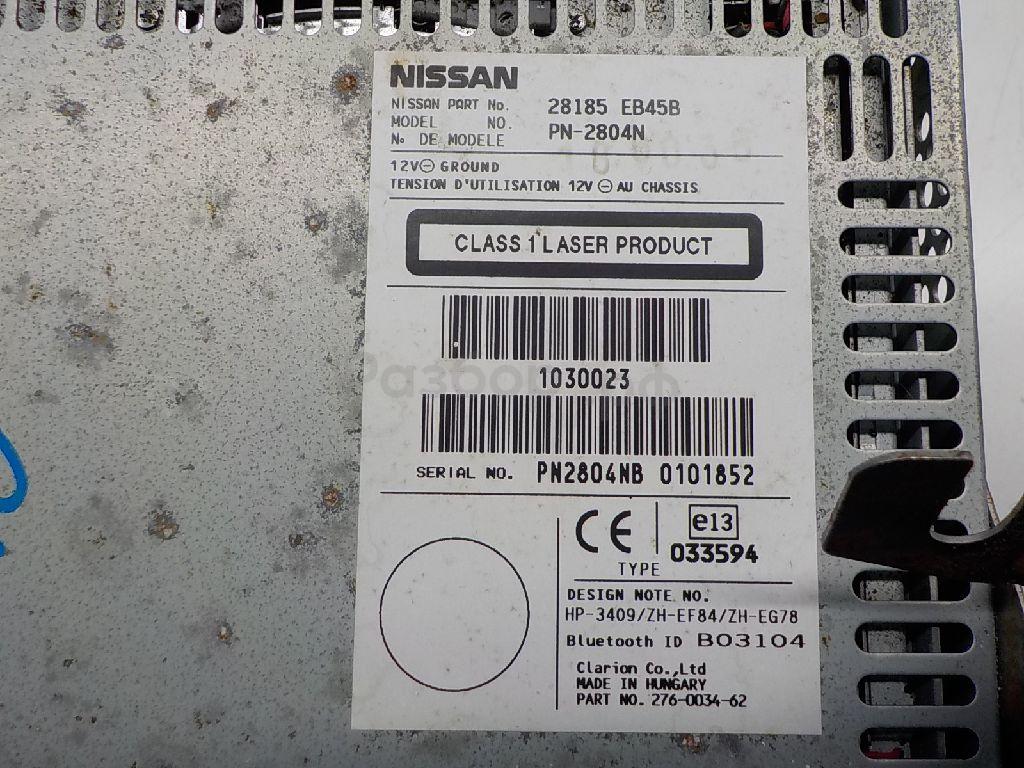 NISSAN
NISSAN PART No. 28185 EB45B
MODEL NO. PN-2804N
No DE MODELE
12V ⊖ GROUND
TENSION D'UTILISATION 12V ⊖ AU CHASSIS
CLASS 1 LASER PRODUCT
1030023
SERIAL NO. PN2804NB 0101852
CE e13
033594
TYPE
DESIGN NOTE NO.
HP-3409/ZH-EF84/ZH-EG78
Bluetooth ID B03104
Clarion Co.,Ltd
MADE IN HUNGARY
PART NO. 276-0034-62